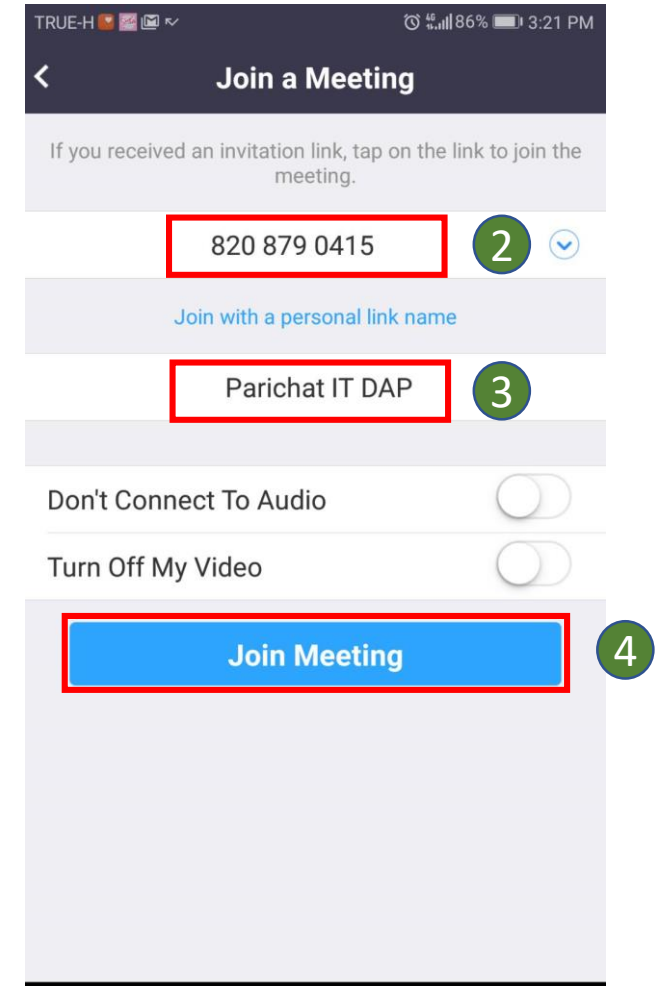 TRUE-H 86% 3:21 PM
Join a Meeting
If you received an invitation link, tap on the link to join the
meeting.
820 879 0415 2
Join with a personal link name
Parichat IT DAP 3
Don't Connect To Audio
Turn Off My Video
Join Meeting 4